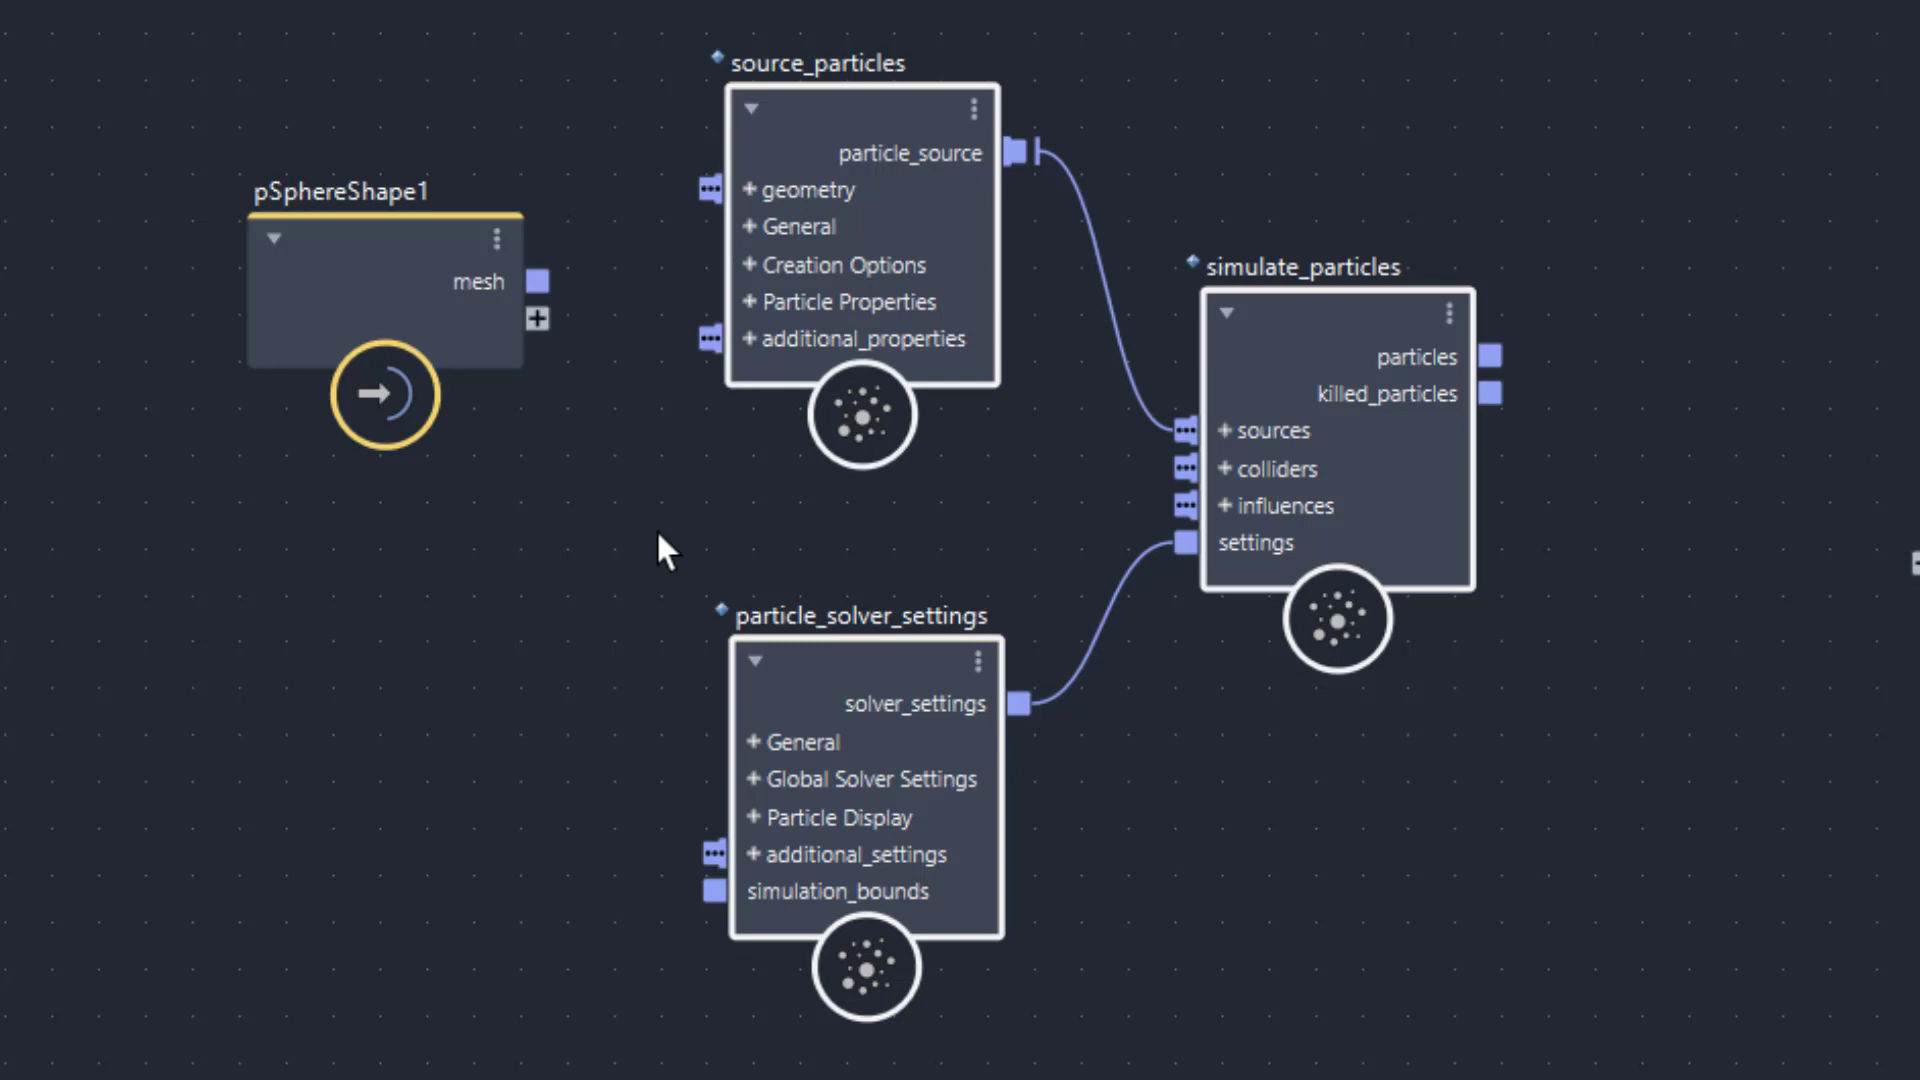 source_particles
particle_source
geometry
General
Creation Options
Particle Properties
additional_properties
pSphereShape1
mesh
simulate_particles
particles
killed_particles
sources
colliders
influences
settings
particle_solver_settings
solver_settings
General
Global Solver Settings
Particle Display
additional_settings
simulation_bounds